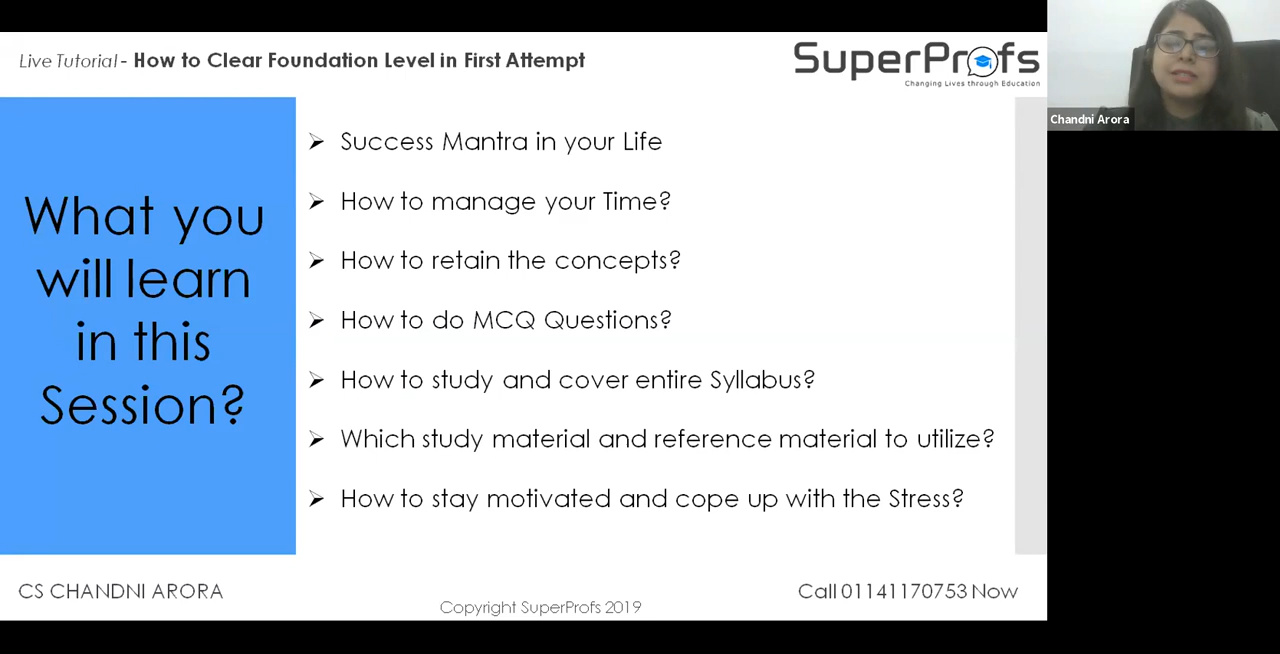 Live Tutorial - How to Clear Foundation Level in First Attempt
SuperProfs
Changing Lives through Education
Chandni Arora
What you
will learn
in this
Session?
Success Mantra in your Life
How to manage your Time?
How to retain the concepts?
How to do MCQ Questions?
How to study and cover entire Syllabus?
Which study material and reference material to utilize?
How to stay motivated and cope up with the Stress?
CS CHANDNI ARORA
Copyright SuperProfs 2019
Call 01141170753 Now